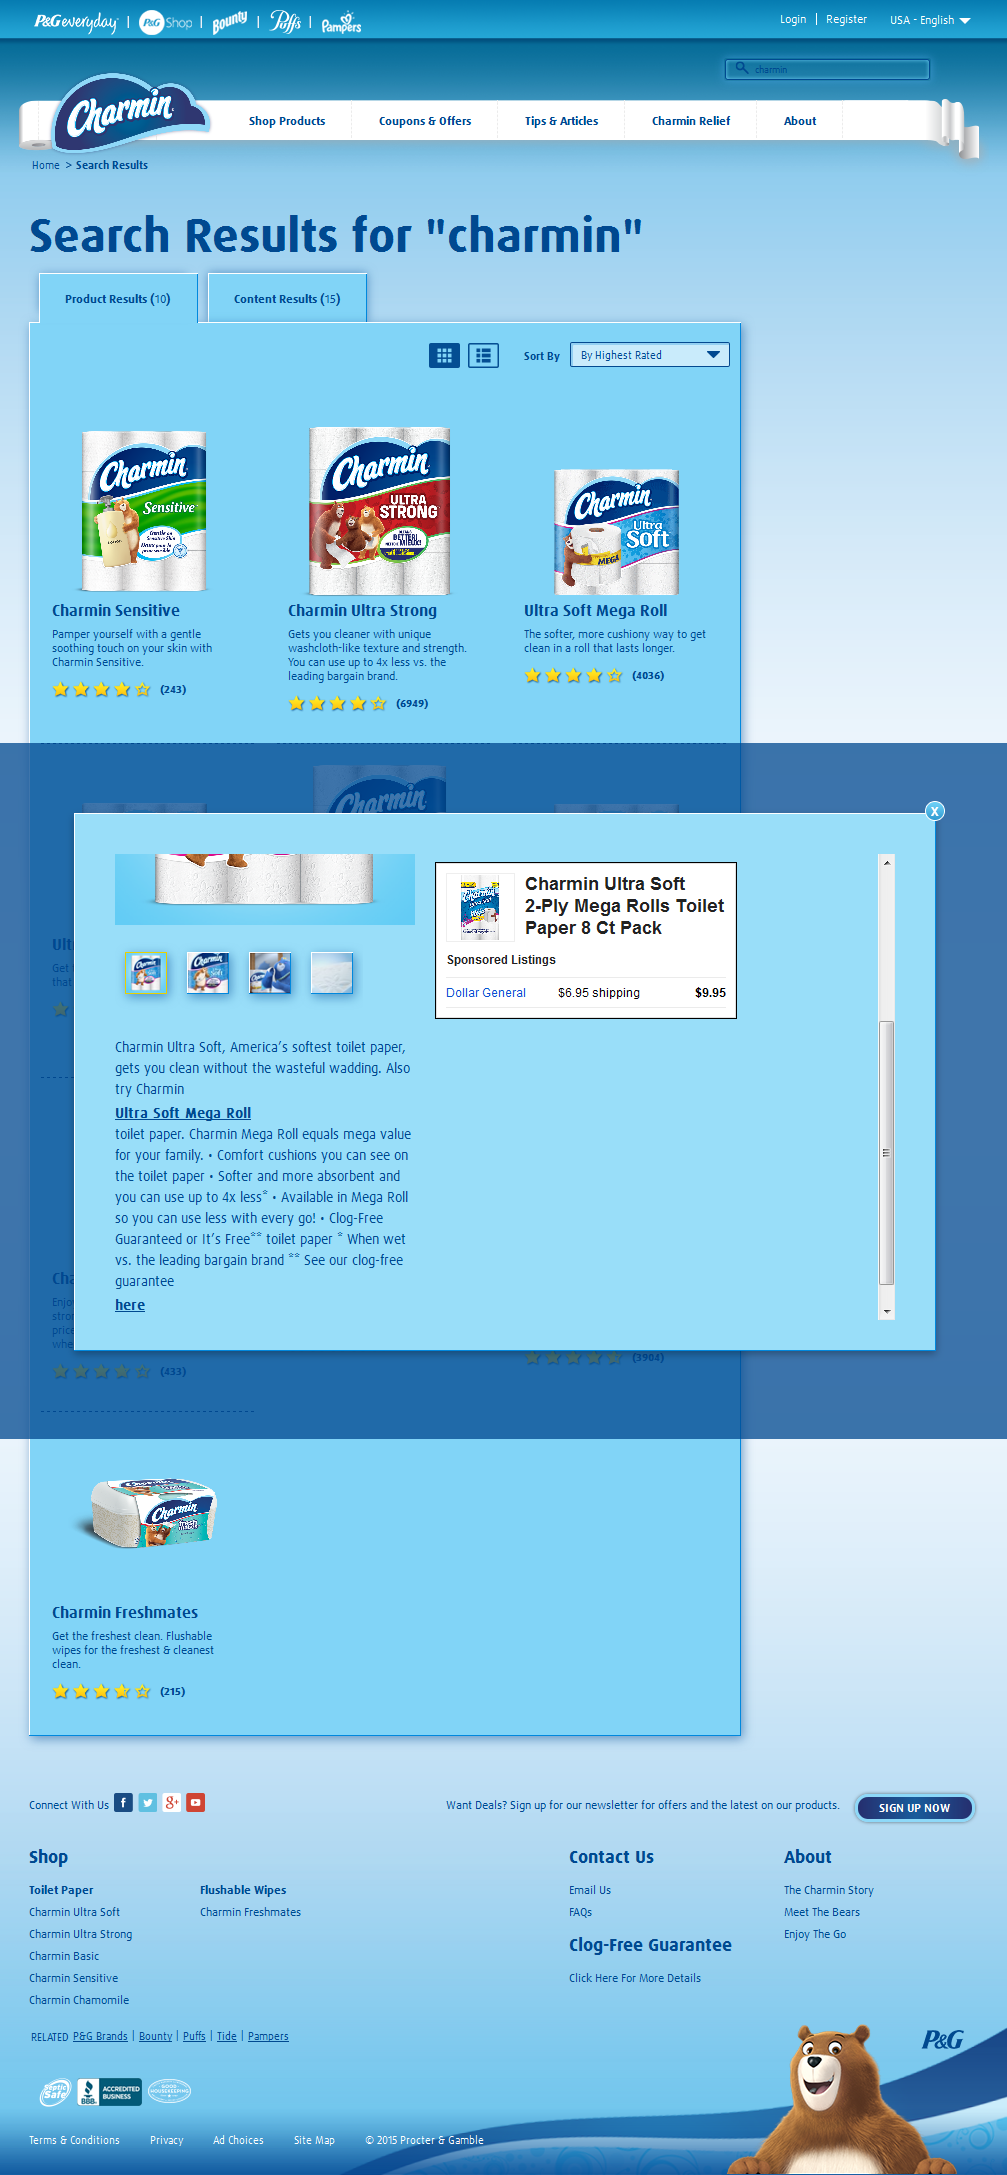 P&G everyday | P&G Shop | Bounty | Puffs | Pampers
Login | Register USA - English
charmin
Charmin
Shop Products Coupons & Offers Tips & Articles Charmin Relief About
Home > Search Results
Search Results for "charmin"
Product Results (10) Content Results (15)
Sort By By Highest Rated
Charmin Sensitive
Charmin ULTRA STRONG
Charmin Ultra Soft MEGA
Charmin Sensitive
Pamper yourself with a gentle
soothing touch on your skin with
Charmin Sensitive.
(243)
Charmin Ultra Strong
Gets you cleaner with unique
washcloth-like texture and strength.
You can use up to 4x less vs. the
leading bargain brand.
(6949)
Ultra Soft Mega Roll
The softer, more cushiony way to get
clean in a roll that lasts longer.
(4036)
Charmin
X
Charmin Ultra Soft
2-Ply Mega Rolls Toilet
Paper 8 Ct Pack
Sponsored Listings
Dollar General $6.95 shipping $9.95
Charmin Ultra Soft, America's softest toilet paper,
gets you clean without the wasteful wadding. Also
try Charmin
Ultra Soft Mega Roll
toilet paper. Charmin Mega Roll equals mega value
for your family. • Comfort cushions you can see on
the toilet paper • Softer and more absorbent and
you can use up to 4x less* • Available in Mega Roll
so you can use less with every go! • Clog-Free
Guaranteed or It's Free** toilet paper * When wet
vs. the leading bargain brand ** See our clog-free
guarantee
here
(433)
(3904)
Charmin
Charmin Freshmates
Get the freshest clean. Flushable
wipes for the freshest & cleanest
clean.
(215)
Connect With Us
Want Deals? Sign up for our newsletter for offers and the latest on our products. SIGN UP NOW
Shop
Toilet Paper
Charmin Ultra Soft
Charmin Ultra Strong
Charmin Basic
Charmin Sensitive
Charmin Chamomile
Flushable Wipes
Charmin Freshmates
Contact Us
Email Us
FAQs
Clog-Free Guarantee
Click Here For More Details
About
The Charmin Story
Meet The Bears
Enjoy The Go
RELATED P&G Brands | Bounty | Puffs | Tide | Pampers
P&G
Septic Safe
BBB. ACCREDITED BUSINESS
GOOD HOUSEKEEPING
Terms & Conditions Privacy Ad Choices Site Map © 2015 Procter & Gamble